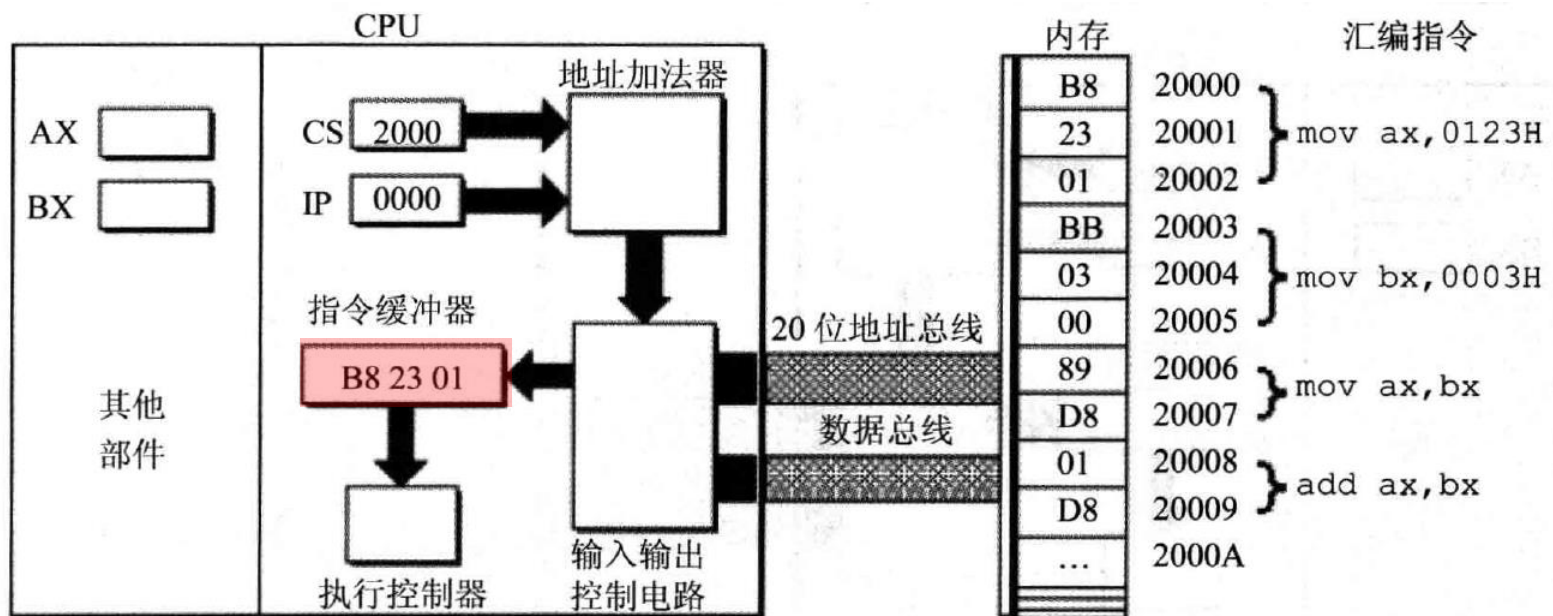 CPU
内存
汇编指令
地址加法器
AX
CS
2000
BX
IP
0000
指令缓冲器
B8 23 01
其他
部件
执行控制器
输入输出
控制电路
20 位地址总线
数据总线
B8 20000
23 20001 mov ax,0123H
01 20002
BB 20003
03 20004 mov bx,0003H
00 20005
89 20006
mov ax,bx
D8 20007
01 20008
add ax,bx
D8 20009
… 2000A